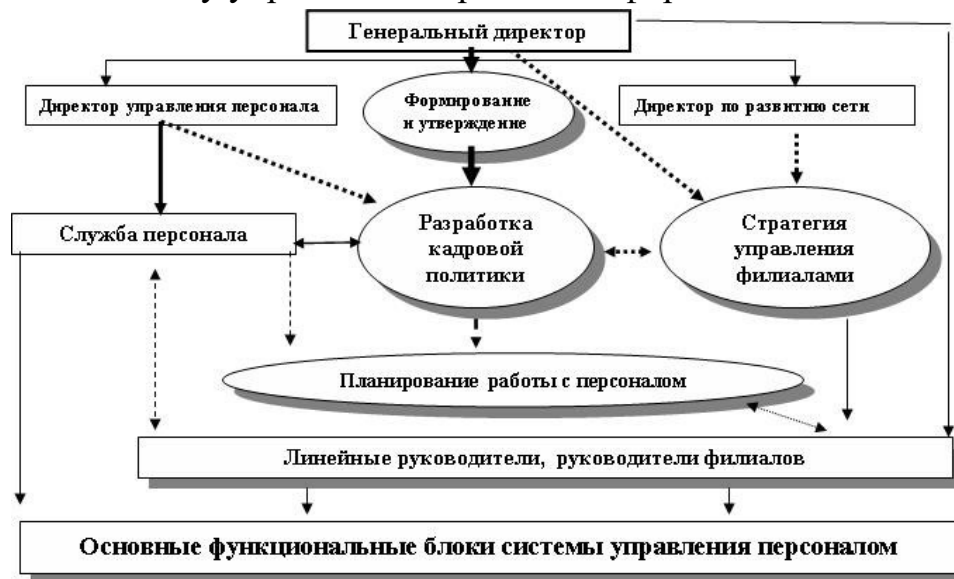 Генеральный директор
Директор управления персонала
Формирование
и утверждение
Директор по развитию сети
Служба персонала
Разработка
кадровой
политики
Стратегия
управления
филиалами
Планирование работы с персоналом
Линейные руководители, руководители филиалов
Основные функциональные блоки системы управления персоналом